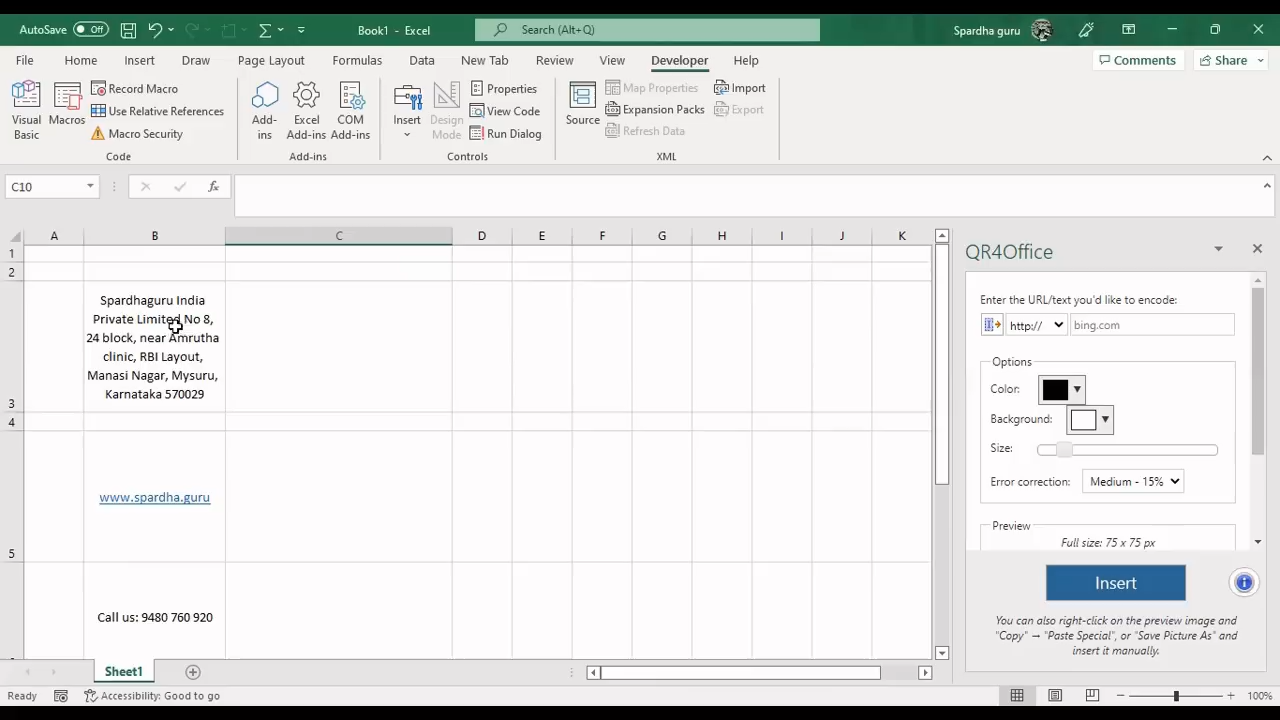 AutoSave Off Book1 - Excel Search (Alt+Q) Spardha guru
File Home Insert Draw Page Layout Formulas Data New Tab Review View Developer Help Comments Share
Visual Basic
Macros
Record Macro
Use Relative References
Macro Security
Code
Add-ins
Excel Add-ins
COM Add-ins
Add-ins
Insert
Design Mode
Properties
View Code
Run Dialog
Controls
Source
Map Properties
Expansion Packs
Refresh Data
Import
Export
XML
C10 fx
A B C D E F G H I J K
1
2
3
4
5
Spardhaguru India
Private Limited No 8,
24 block, near Amrutha
clinic, RBI Layout,
Manasi Nagar, Mysuru,
Karnataka 570029
www.spardha.guru
Call us: 9480 760 920
QR4Office
Enter the URL/text you'd like to encode:
http:// bing.com
Options
Color:
Background:
Size:
Error correction: Medium - 15%
Preview
Full size: 75 x 75 px
Insert
You can also right-click on the preview image and
"Copy" → "Paste Special", or "Save Picture As" and
insert it manually.
Sheet1
Ready Accessibility: Good to go 100%